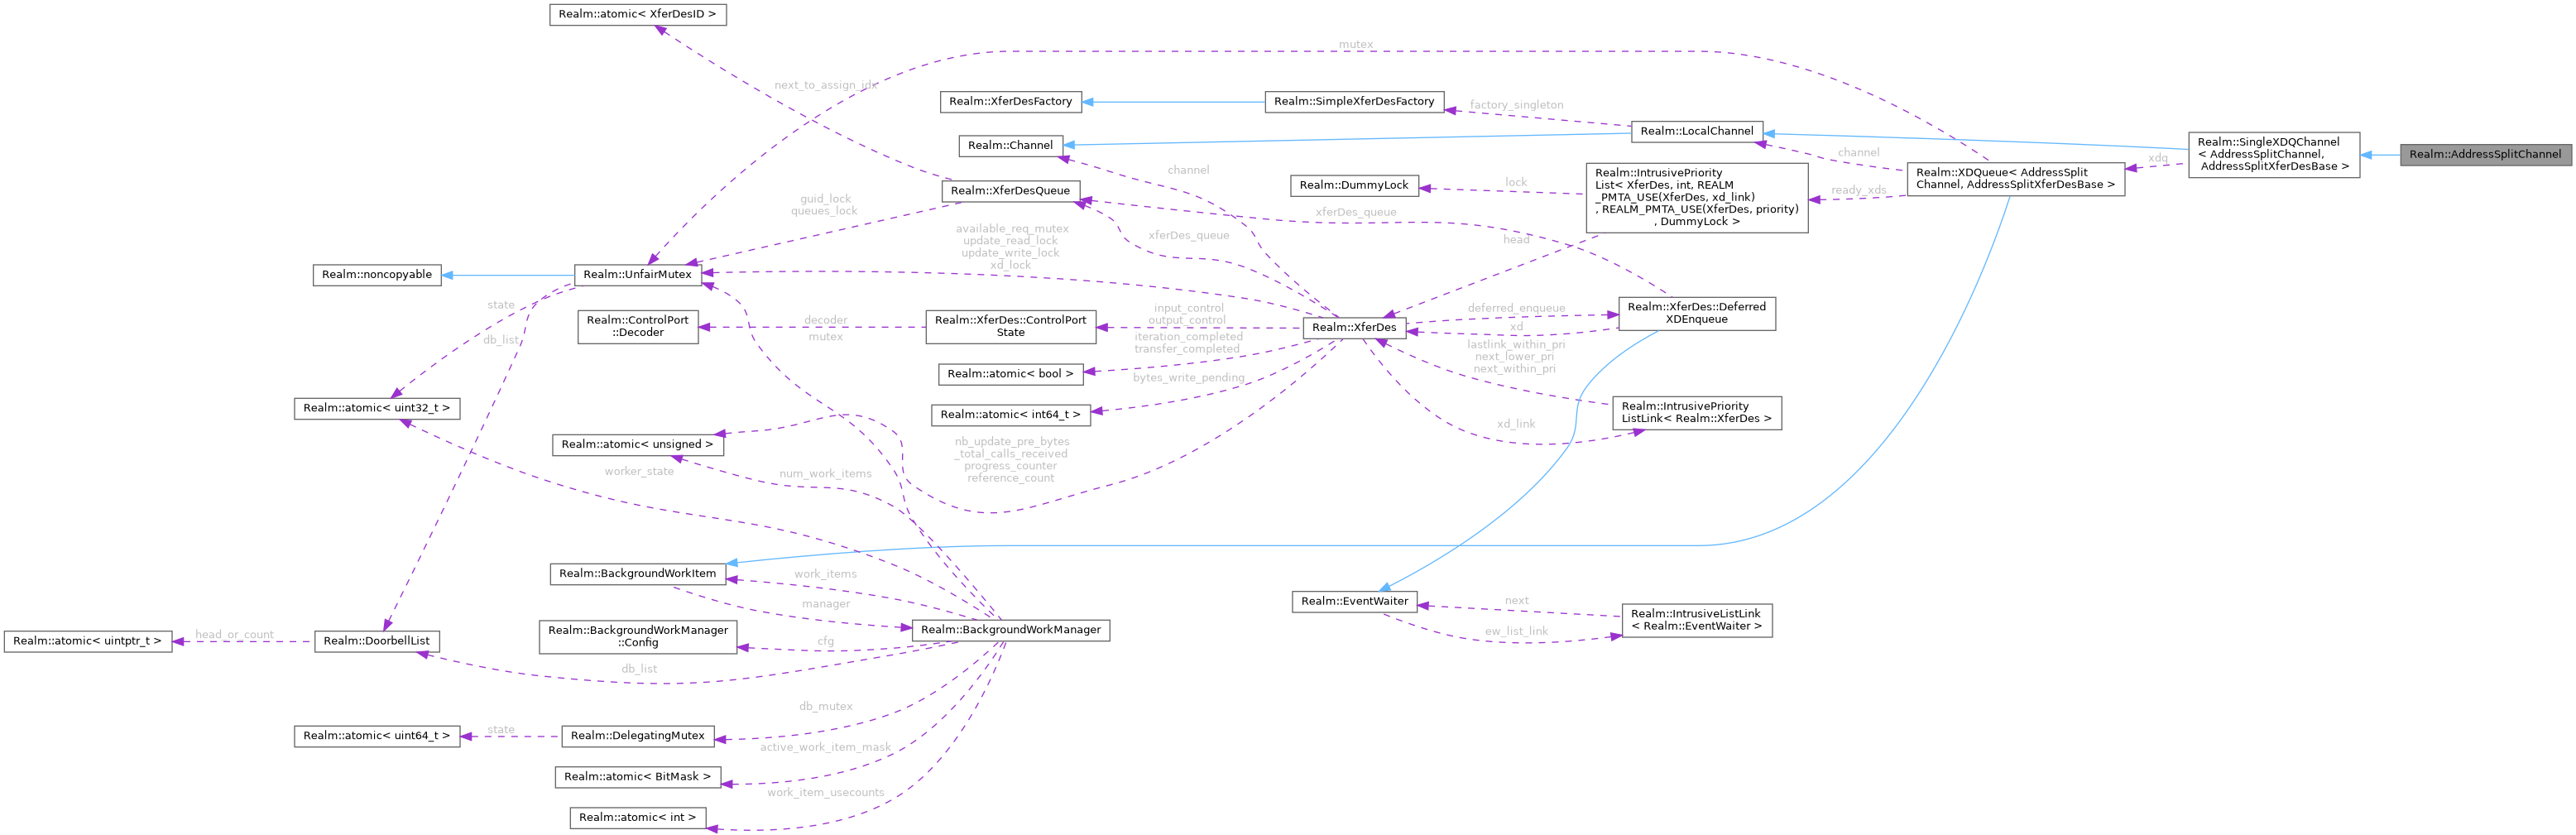 Realm::atomic< XferDesID >
mutex
next_to_assign_idx
Realm::XferDesFactory
Realm::SimpleXferDesFactory
factory_singleton
Realm::LocalChannel
Realm::Channel
channel
Realm::SingleXDQChannel
< AddressSplitChannel,
AddressSplitXferDesBase >
Realm::AddressSplitChannel
xdq
channel
Realm::XDQueue< AddressSplit
Channel, AddressSplitXferDesBase >
ready_xds
Realm::IntrusivePriority
List< XferDes, int, REALM
_PMTA_USE(XferDes, xd_link)
, REALM_PMTA_USE(XferDes, priority)
, DummyLock >
lock
Realm::DummyLock
Realm::XferDesQueue
guid_lock
queues_lock
xferDes_queue
xferDes_queue
head
available_req_mutex
update_read_lock
update_write_lock
xd_lock
Realm::noncopyable
Realm::UnfairMutex
state
db_list
Realm::ControlPort
::Decoder
decoder
mutex
Realm::XferDes::ControlPort
State
input_control
output_control
Realm::XferDes
deferred_enqueue
xd
Realm::XferDes::Deferred
XDEnqueue
iteration_completed
transfer_completed
Realm::atomic< bool >
bytes_write_pending
Realm::atomic< int64_t >
lastlink_within_pri
next_lower_pri
next_within_pri
Realm::IntrusivePriority
ListLink< Realm::XferDes >
xd_link
Realm::atomic< uint32_t >
Realm::atomic< unsigned >
worker_state
num_work_items
nb_update_pre_bytes
_total_calls_received
progress_counter
reference_count
Realm::BackgroundWorkItem
work_items
manager
Realm::BackgroundWorkManager
Realm::BackgroundWorkManager
::Config
cfg
Realm::EventWaiter
next
ew_list_link
Realm::IntrusiveListLink
< Realm::EventWaiter >
Realm::atomic< uintptr_t >
head_or_count
Realm::DoorbellList
db_list
db_mutex
Realm::atomic< uint64_t >
state
Realm::DelegatingMutex
active_work_item_mask
Realm::atomic< BitMask >
work_item_usecounts
Realm::atomic< int >